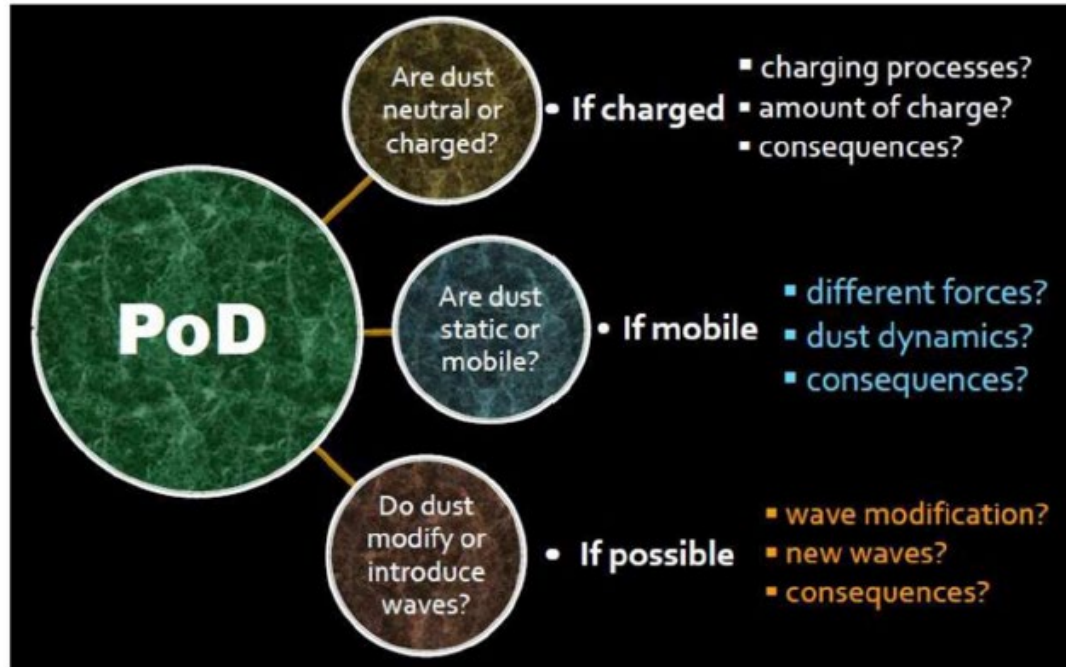 PoD
Are dust
neutral or
charged?
• If charged
▪ charging processes?
▪ amount of charge?
▪ consequences?
Are dust
static or
mobile?
• If mobile
▪ different forces?
▪ dust dynamics?
▪ consequences?
Do dust
modify or
introduce
waves?
• If possible
▪ wave modification?
▪ new waves?
▪ consequences?